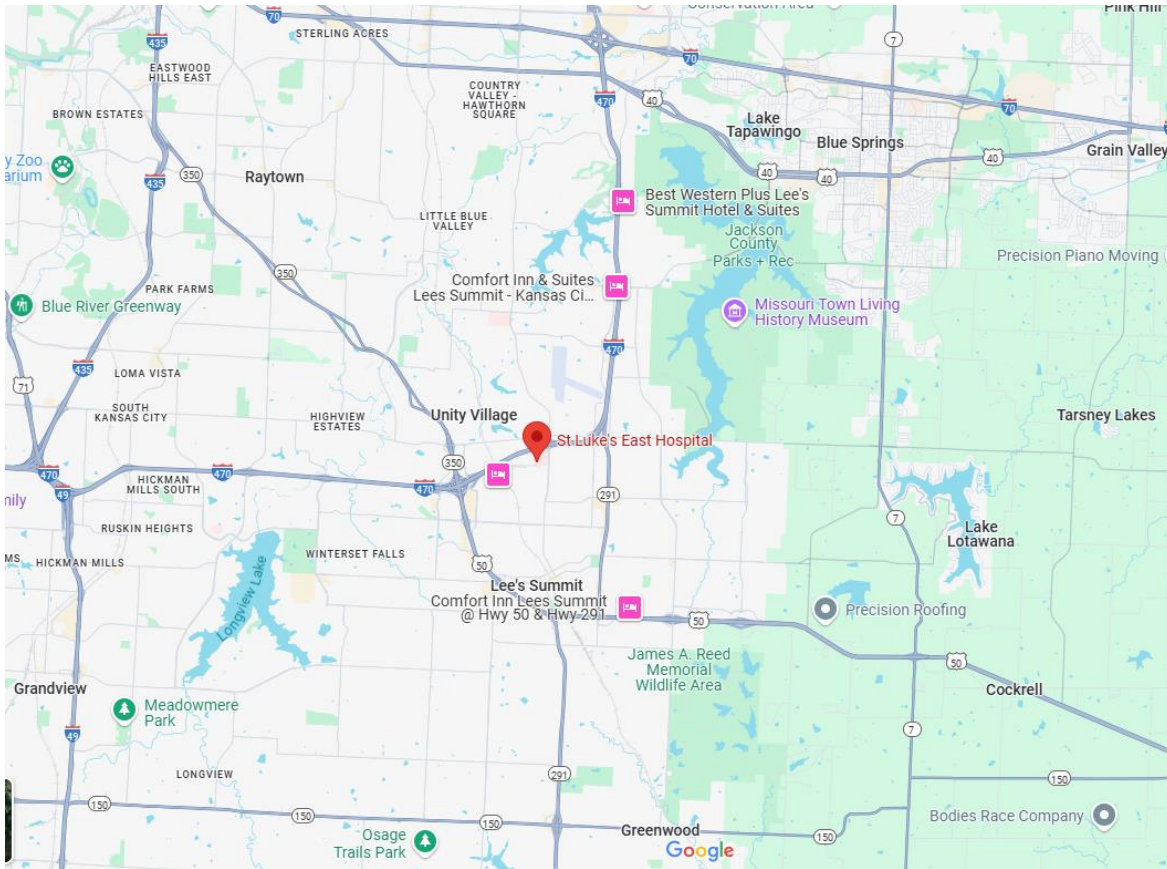 Conservation Area
Pink Hill
70
435
STERLING ACRES
70
EASTWOOD
HILLS EAST
COUNTRY
VALLEY -
HAWTHORN
SQUARE
470
40
7
70
70
BROWN ESTATES
Lake
Tapawingo
Blue Springs
40
40
40
40
Grain Valley
y Zoo
arium
435
350
Raytown
LITTLE BLUE
VALLEY
Best Western Plus Lee's
Summit Hotel & Suites
Jackson
County
Parks + Rec
Precision Piano Moving
350
Comfort Inn & Suites
Lees Summit - Kansas Ci...
PARK FARMS
Blue River Greenway
Missouri Town Living
History Museum
470
435
71
LOMA VISTA
SOUTH
KANSAS CITY
HIGHVIEW
ESTATES
Unity Village
St Luke's East Hospital
Tarsney Lakes
350
470
470
470
49
HICKMAN
MILLS SOUTH
mily
291
7
RUSKIN HEIGHTS
Lake
Lotawana
MS
HICKMAN MILLS
WINTERSET FALLS
50
Longview Lake
Lee's Summit
Comfort Inn Lees Summit
@ Hwy 50 & Hwy 291
50
Precision Roofing
50
James A. Reed
Memorial
Wildlife Area
Grandview
Cockrell
Meadowmere
Park
49
7
LONGVIEW
291
150
150
150
150
150
Bodies Race Company
Osage
Trails Park
Greenwood
Google